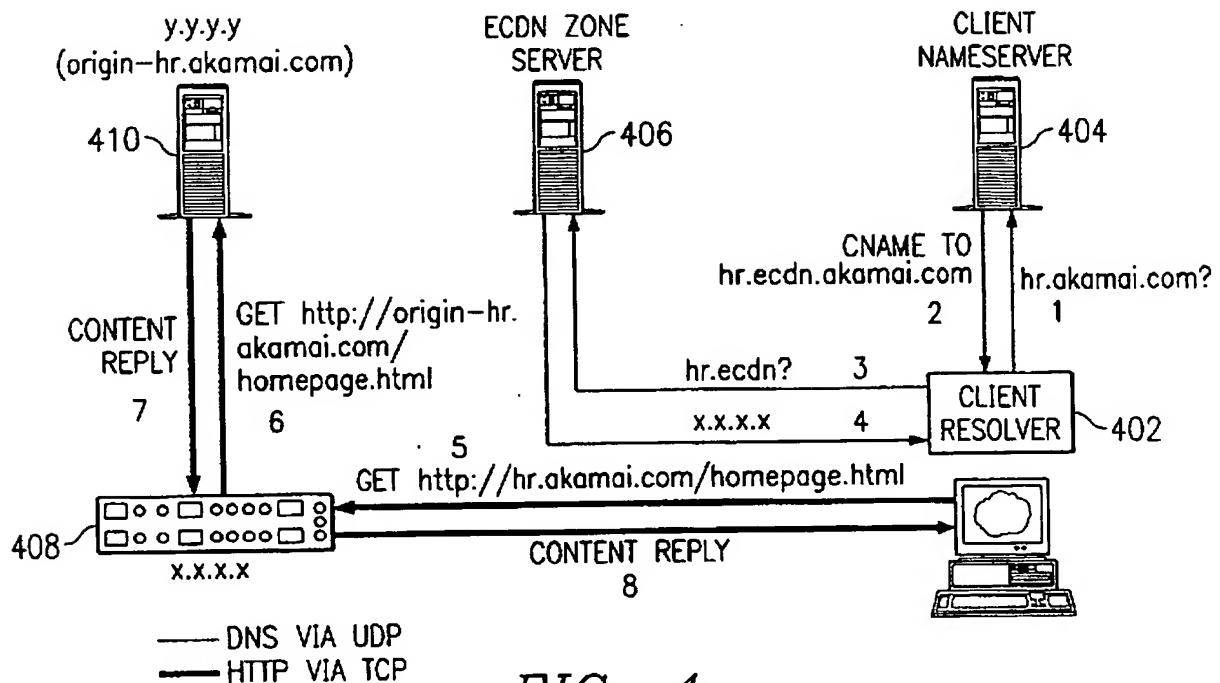 y.y.y.y
(origin-hr.akamai.com)
410
ECDN ZONE
SERVER
406
CLIENT
NAMESERVER
404
CNAME TO
hr.ecdn.akamai.com
2
hr.akamai.com?
1
CONTENT
REPLY
7
GET http://origin-hr.
akamai.com/
homepage.html
6
hr.ecdn? 3
x.x.x.x 4
CLIENT
RESOLVER
402
5
GET http://hr.akamai.com/homepage.html
408
x.x.x.x
CONTENT REPLY
8
DNS VIA UDP
HTTP VIA TCP